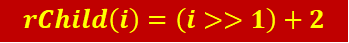 rChild(i) = (i >> 1) + 2